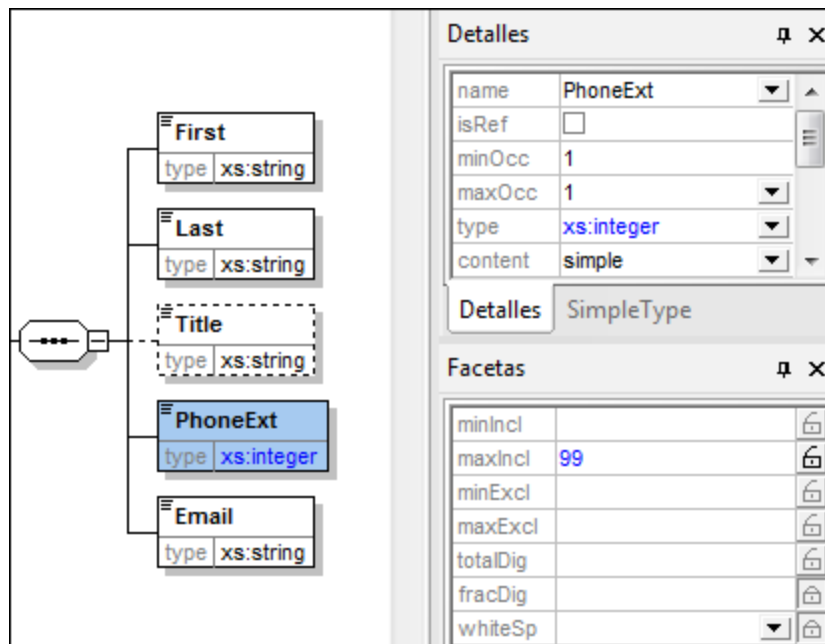 First
type xs:string
Last
type xs:string
Title
type xs:string
PhoneExt
type xs:integer
Email
type xs:string
Detalles
name PhoneExt
isRef
minOcc 1
maxOcc 1
type xs:integer
content simple
Detalles SimpleType
Facetas
minIncl
maxIncl 99
minExcl
maxExcl
totalDig
fracDig
whiteSp